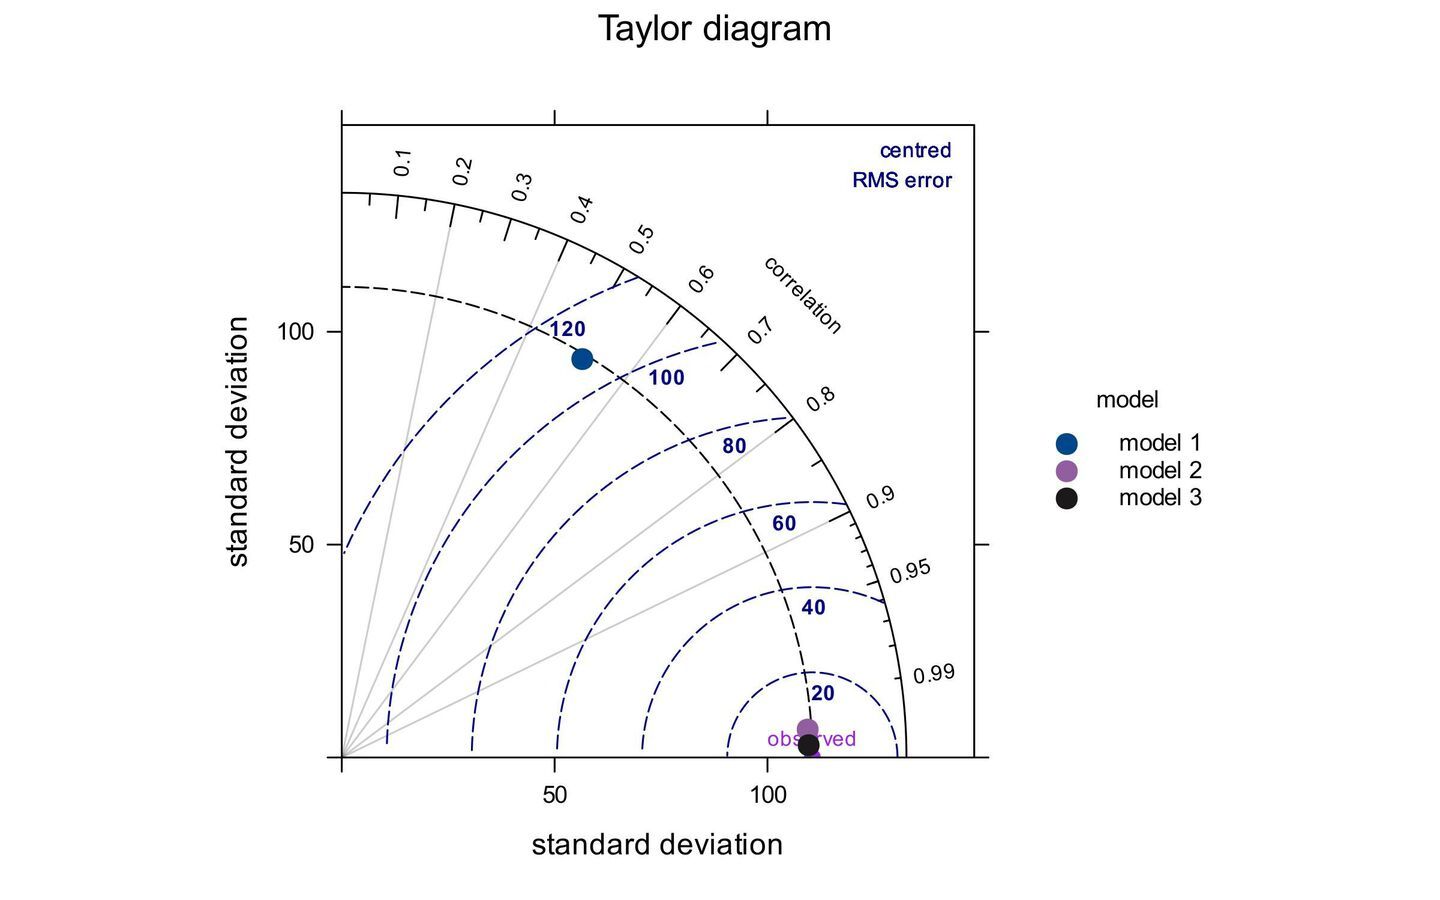 Taylor diagram
centred
RMS error
0.1
0.2
0.3
0.4
0.5
0.6
0.7
0.8
0.9
0.95
0.99
correlation
120
100
80
60
40
20
observed
100
50
standard deviation
50
100
standard deviation
model
model 1
model 2
model 3